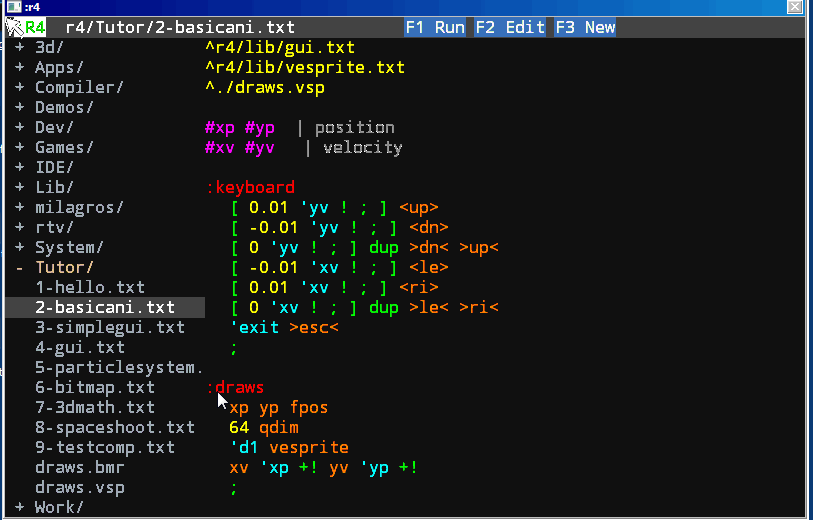 :r4
R4 r4/Tutor/2-basicani.txt F1 Run F2 Edit F3 New
+ 3d/
+ Apps/
+ Compiler/
+ Demos/
+ Dev/
+ Games/
+ IDE/
+ Lib/
+ milagros/
+ rtv/
+ System/
- Tutor/
1-hello.txt
2-basicani.txt
3-simplegui.txt
4-gui.txt
5-particlesystem.
6-bitmap.txt
7-3dmath.txt
8-spaceshoot.txt
9-testcomp.txt
draws.bmr
draws.vsp
+ Work/
^r4/lib/gui.txt
^r4/lib/vesprite.txt
^./draws.vsp
#xp #yp | position
#xv #yv | velocity
:keyboard
[ 0.01 'yv ! ; ] <up>
[ -0.01 'yv ! ; ] <dn>
[ 0 'yv ! ; ] dup >dn< >up<
[ -0.01 'xv ! ; ] <le>
[ 0.01 'xv ! ; ] <ri>
[ 0 'xv ! ; ] dup >le< >ri<
'exit >esc<
;
:draws
xp yp fpos
64 qdim
'd1 vesprite
xv 'xp +! yv 'yp +!
;